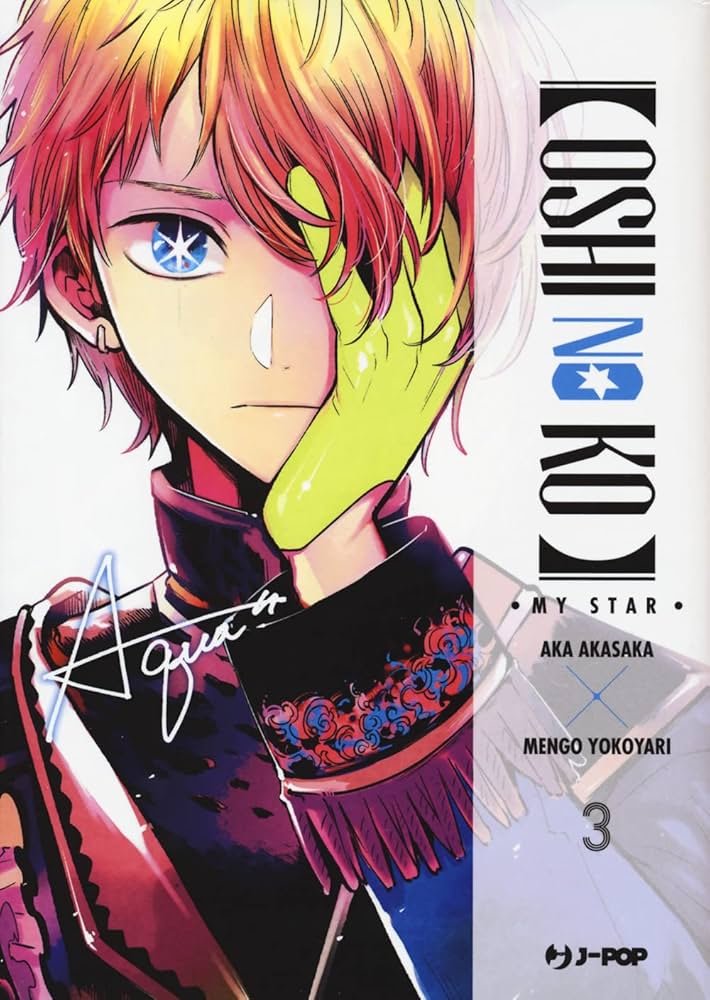 【OSHI NO KO】
• MY STAR •
AKA AKASAKA
×
MENGO YOKOYARI
3
Aqua
J-POP